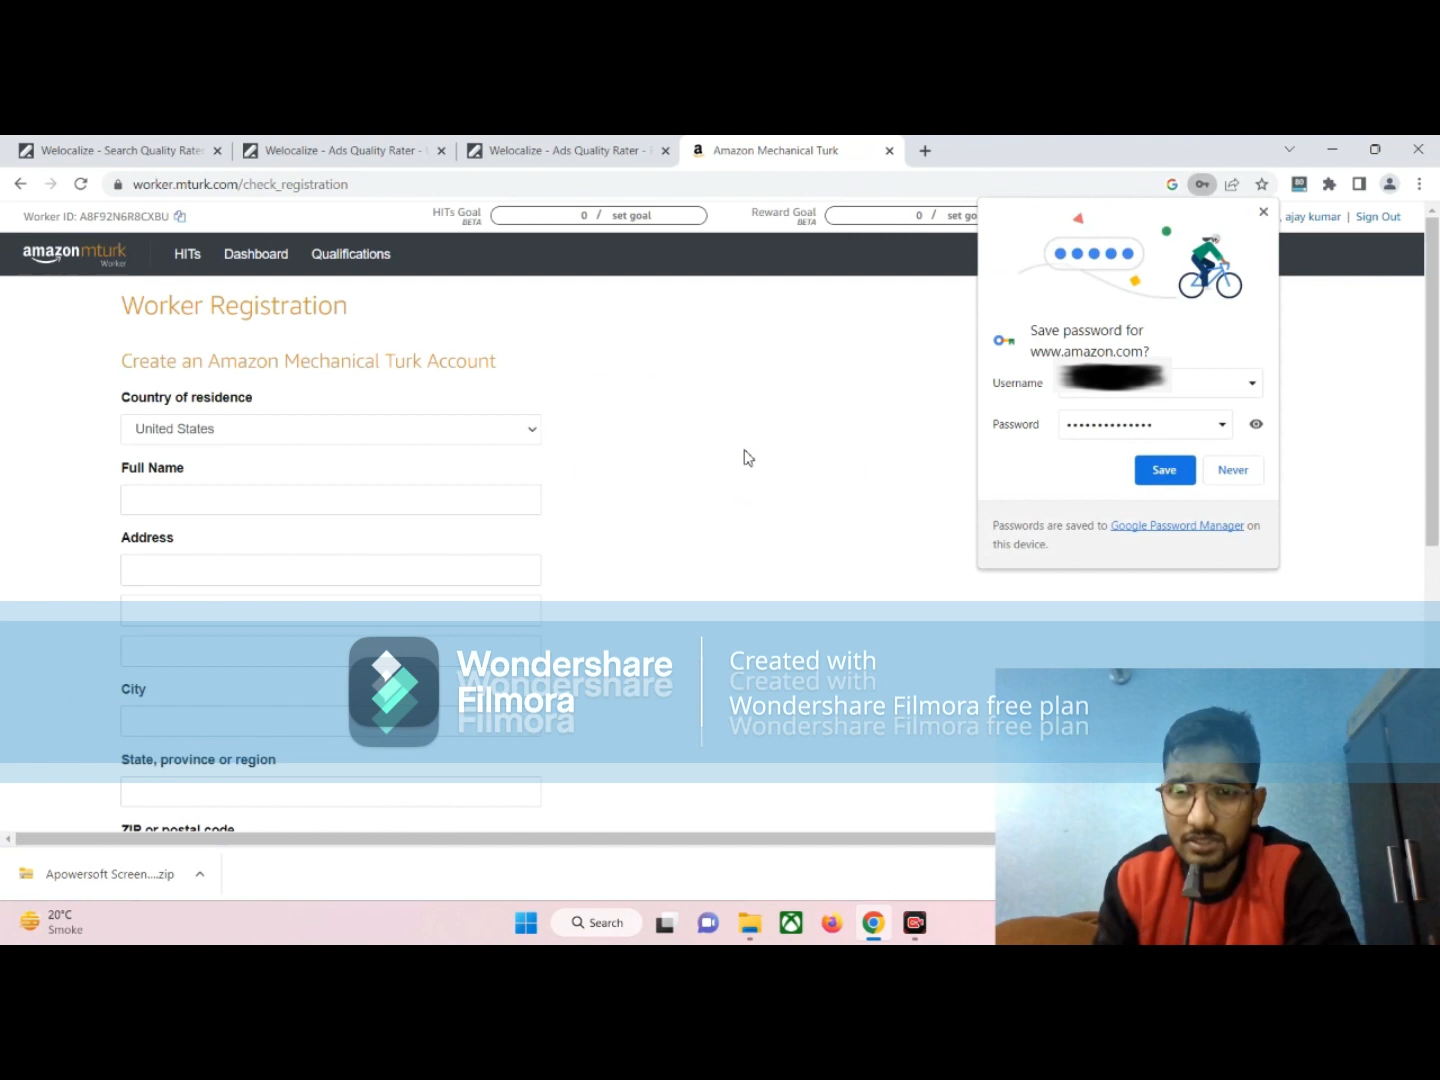 Welocalize - Search Quality Rater
Welocalize - Ads Quality Rater -
Welocalize - Ads Quality Rater -
Amazon Mechanical Turk
worker.mturk.com/check_registration
Worker ID: A8F92N6R8CXBU
HITs Goal
BETA
0 / set goal
Reward Goal
BETA
0 / set go
ajay kumar | Sign Out
amazon mturk
Worker
HITs
Dashboard
Qualifications
Worker Registration
Create an Amazon Mechanical Turk Account
Country of residence
United States
Full Name
Address
City
State, province or region
ZIP or postal code
Save password for
www.amazon.com?
Username
Password
Save
Never
Passwords are saved to Google Password Manager on
this device.
Wondershare
Filmora
Created with
Wondershare Filmora free plan
Apowersoft Screen....zip
20°C
Smoke
Search